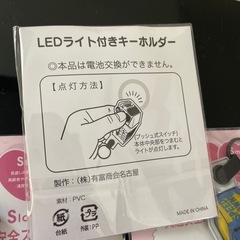 LEDライト付きキーホルダー
◎本品は電池交換ができません。
【点灯方法】
(プッシュ式スイッチ)
本体中央部をつまむと
ライトが点灯します。
製作:(株)有富商会名古屋
素材:PVC
紙
台紙
プラ
外装:PP
MADE IN CHINA